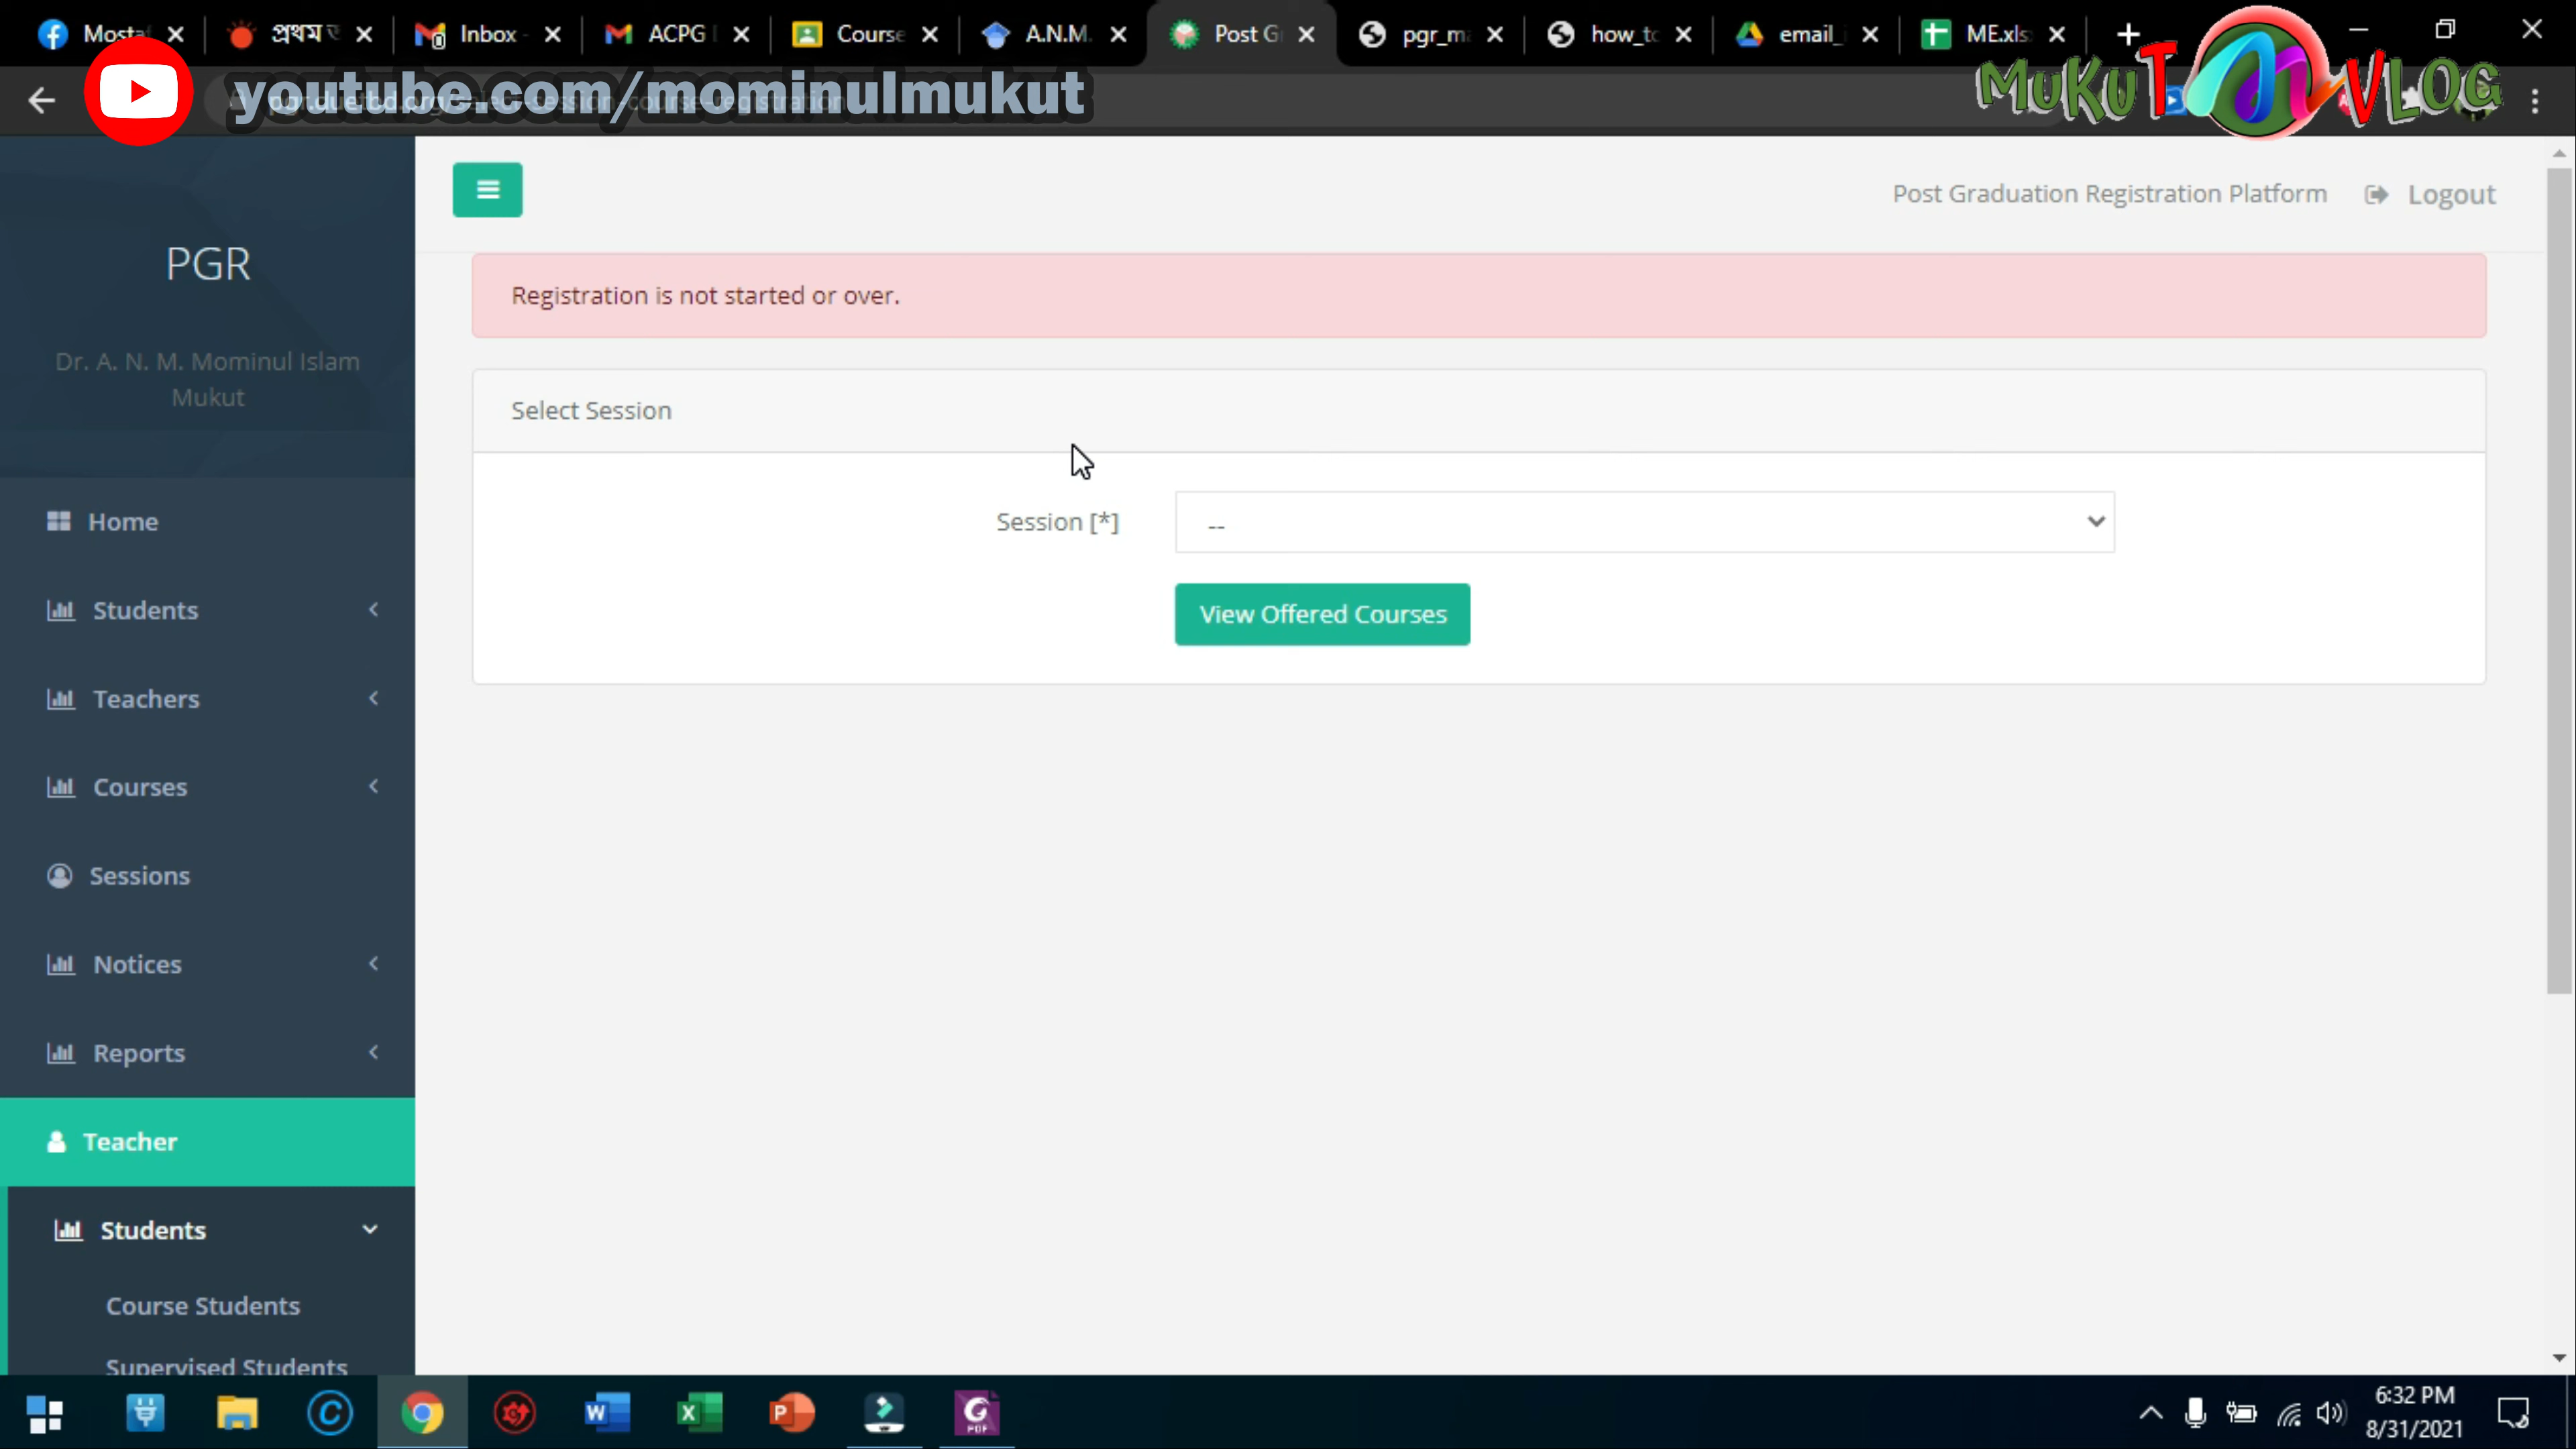 Mosta
প্রথম
Inbox -
ACPG
Course
A.N.M.
Post G
pgr_ma
how_to
email_
ME.xls
youtube.com/mominulmukut
MUKUT VLOG
Post Graduation Registration Platform
Logout
PGR
Dr. A. N. M. Mominul Islam
Mukut
Registration is not started or over.
Select Session
Session [*]
--
View Offered Courses
Home
Students
Teachers
Courses
Sessions
Notices
Reports
Teacher
Students
Course Students
Supervised Students
6:32 PM
8/31/2021